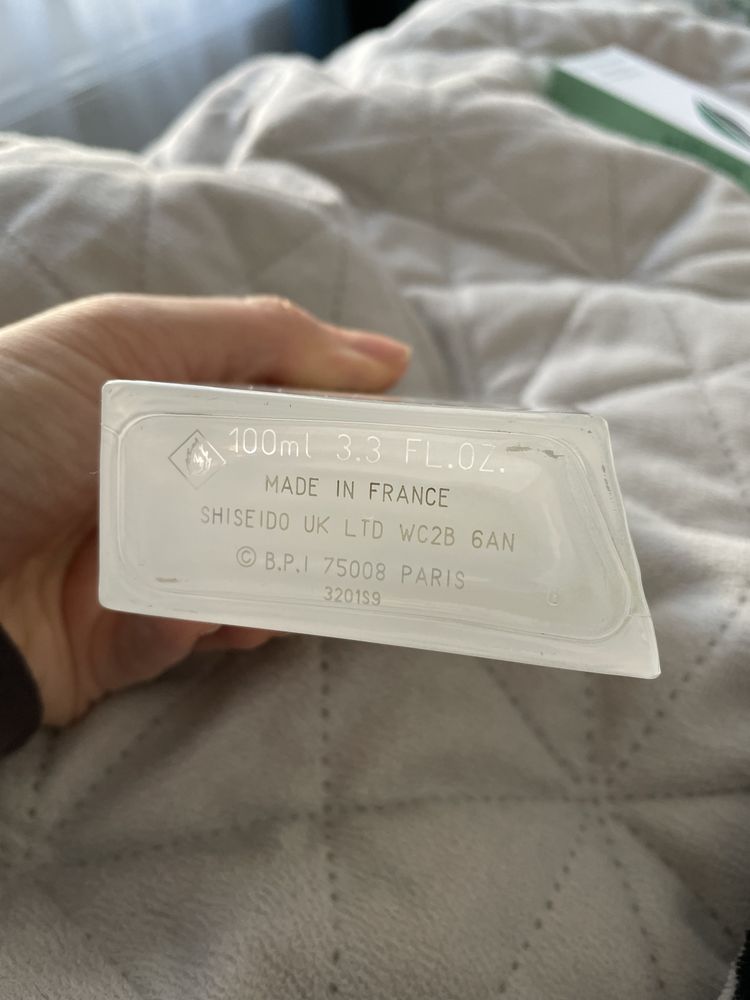 100ml 3.3 FL.OZ.
MADE IN FRANCE
SHISEIDO UK LTD WC2B 6AN
© B.P.I 75008 PARIS
3201S9